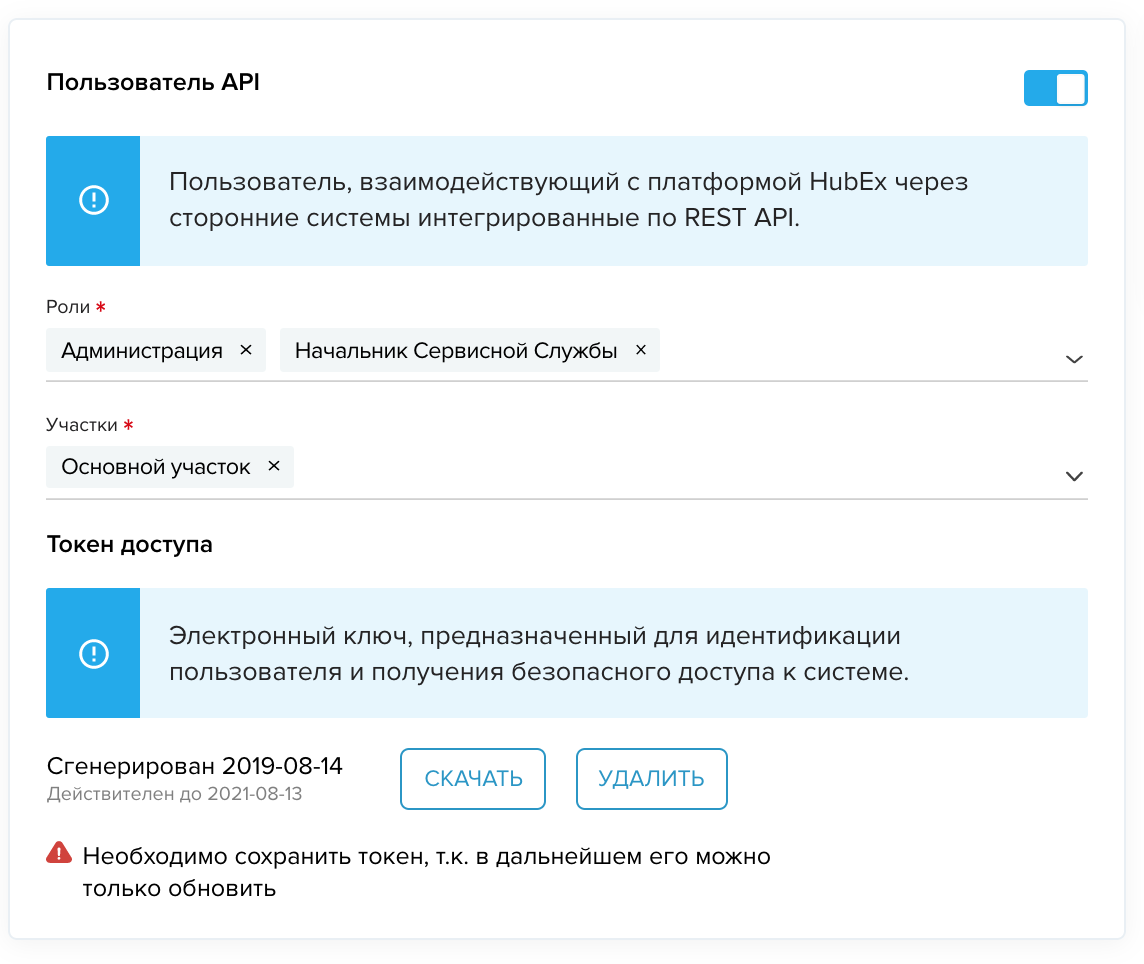 Пользователь API
Пользователь, взаимодействующий с платформой HubEx через
сторонние системы интегрированные по REST API.
Роли *
Администрация ×
Начальник Сервисной Службы ×
Участки *
Основной участок ×
Токен доступа
Электронный ключ, предназначенный для идентификации
пользователя и получения безопасного доступа к системе.
Сгенерирован 2019-08-14
Действителен до 2021-08-13
СКАЧАТЬ
УДАЛИТЬ
Необходимо сохранить токен, т.к. в дальнейшем его можно
только обновить